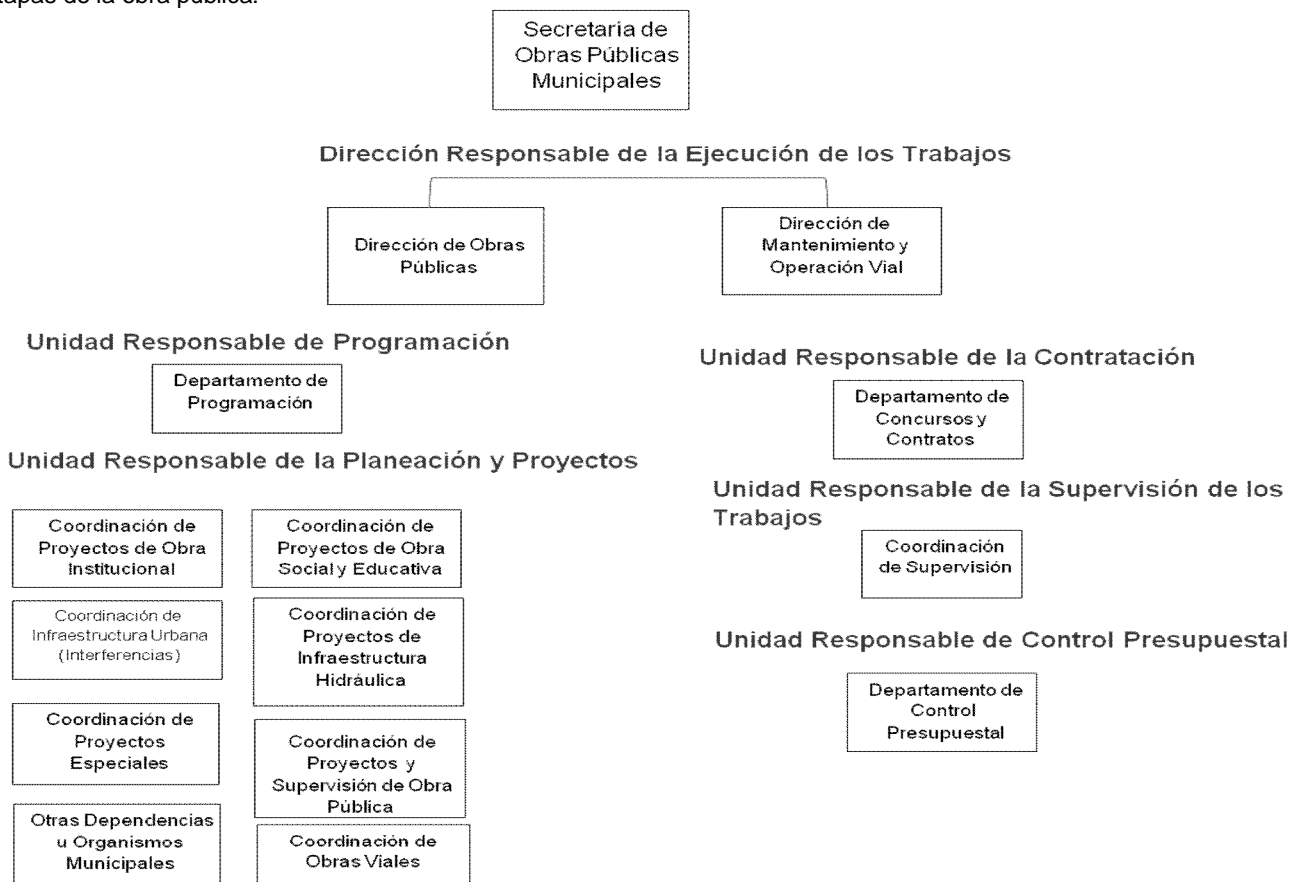 tapas de la obra pública.
Secretaria de
Obras Públicas
Municipales
Dirección Responsable de la Ejecución de los Trabajos
Dirección de Obras
Públicas
Dirección de
Mantenimiento y
Operación Vial
Unidad Responsable de Programación
Departamento de
Programación
Unidad Responsable de la Planeación y Proyectos
Coordinación de
Proyectos de Obra
Institucional
Coordinación de
Proyectos de Obra
Social y Educativa
Coordinación de
Infraestructura Urbana
(Interferencias)
Coordinación de
Proyectos de
Infraestructura
Hidráulica
Coordinación de
Proyectos
Especiales
Coordinación de
Proyectos y
Supervisión de Obra
Pública
Otras Dependencias
u Organismos
Municipales
Coordinación de
Obras Viales
Unidad Responsable de la Contratación
Departamento de
Concursos y
Contratos
Unidad Responsable de la Supervisión de los
Trabajos
Coordinación
de Supervisión
Unidad Responsable de Control Presupuestal
Departamento de
Control
Presupuestal